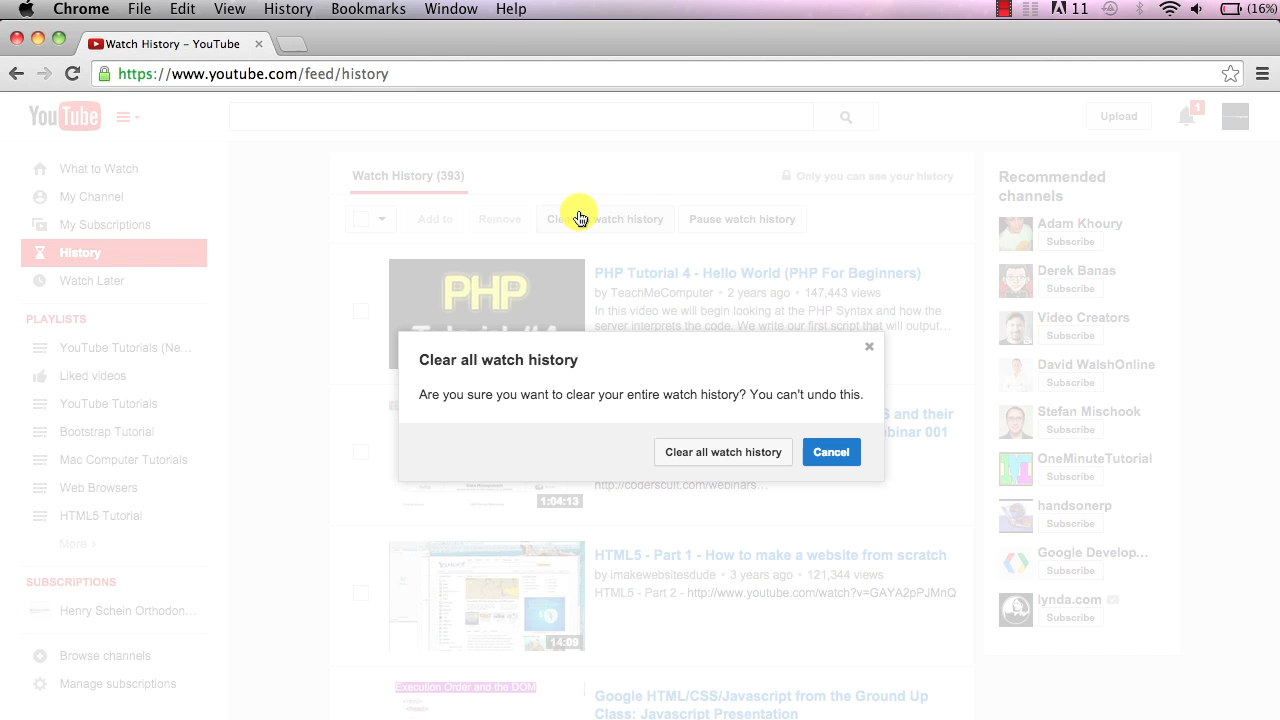 Chrome File Edit View History Bookmarks Window Help 11 (16%)
Watch History - YouTube
https://www.youtube.com/feed/history
YouTube
Upload
1
What to Watch
My Channel
My Subscriptions
History
Watch Later
PLAYLISTS
YouTube Tutorials (Ne...
Liked videos
YouTube Tutorials
Bootstrap Tutorial
Mac Computer Tutorials
Web Browsers
HTML5 Tutorial
More
SUBSCRIPTIONS
Henry Schein Orthodon...
Browse channels
Manage subscriptions
Watch History (393)
Only you can see your history
Add to
Remove
watch history
Pause watch history
PHP
PHP Tutorial 4 - Hello World (PHP For Beginners)
by TeachMeComputer • 2 years ago • 147,443 views
In this video we will begin looking at the PHP Syntax and how the
server interprets the code. We write our first script that will output...
Clear all watch history
Are you sure you want to clear your entire watch history? You can't undo this.
Clear all watch history
Cancel
and their
001
1:04:13
http://coderscult.com/webinars...
HTML5 - Part 1 - How to make a website from scratch
by imakewebsitesdude • 3 years ago • 121,344 views
HTML5 - Part 2 - http://www.youtube.com/watch?v=GAYA2pPJMnQ
14:09
Execution Order and the DOM
Google HTML/CSS/Javascript from the Ground Up
Class: Javascript Presentation
Recommended
channels
Adam Khoury
Subscribe
Derek Banas
Subscribe
Video Creators
Subscribe
David WalshOnline
Subscribe
Stefan Mischook
Subscribe
OneMinuteTutorial
Subscribe
handsonerp
Subscribe
Google Develop...
Subscribe
lynda.com
Subscribe